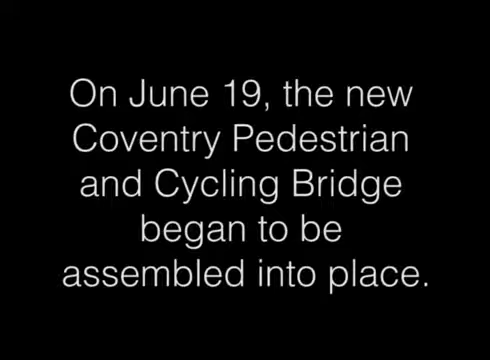 On June 19, the new
Coventry Pedestrian
and Cycling Bridge
began to be
assembled into place.